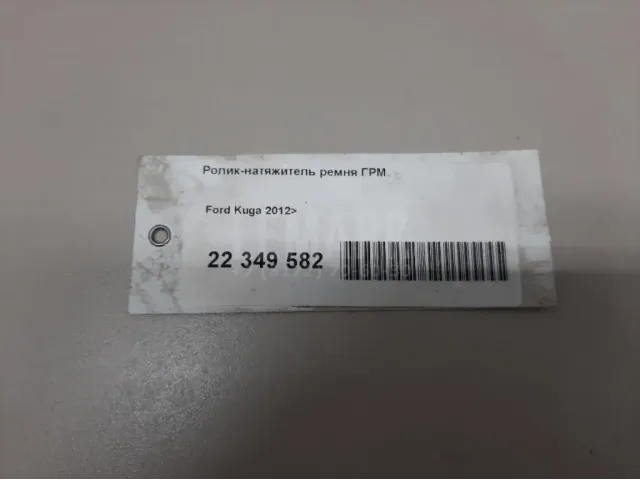 Ролик-натяжитель ремня ГРМ
Ford Kuga 2012>
22 349 582